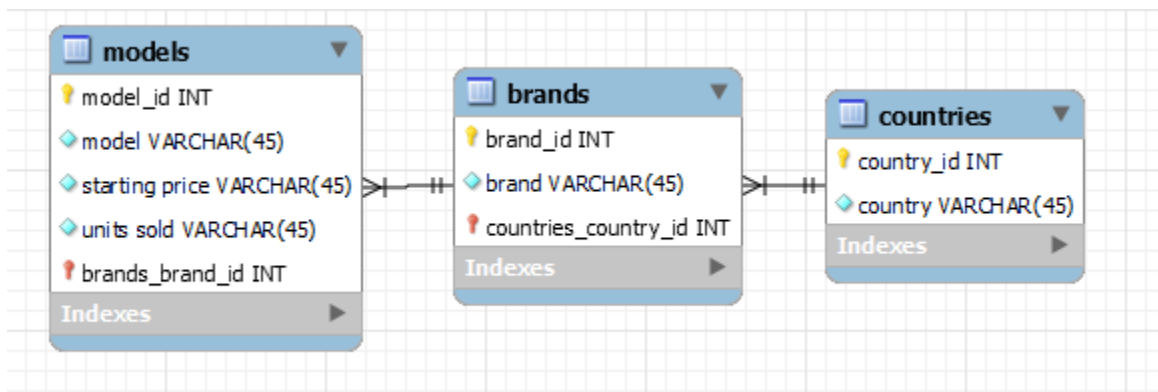 models
model_id INT
model VARCHAR(45)
starting price VARCHAR(45)
units sold VARCHAR(45)
brands_brand_id INT
Indexes
brands
brand_id INT
brand VARCHAR(45)
countries_country_id INT
Indexes
countries
country_id INT
country VARCHAR(45)
Indexes